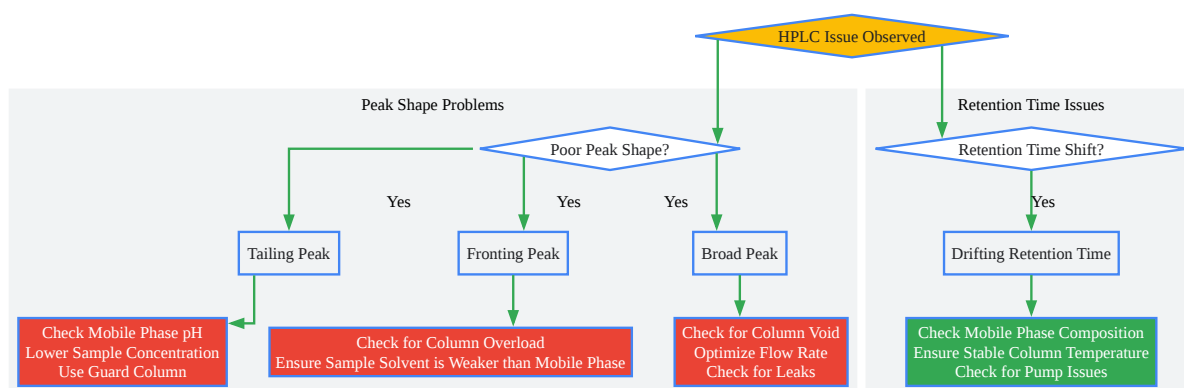 HPLC Issue Observed
Peak Shape Problems
Retention Time Issues
Poor Peak Shape?
Retention Time Shift?
Yes
Yes
Yes
Yes
Tailing Peak
Fronting Peak
Broad Peak
Drifting Retention Time
Check Mobile Phase pH
Lower Sample Concentration
Use Guard Column
Check for Column Overload
Ensure Sample Solvent is Weaker than Mobile Phase
Check for Column Void
Optimize Flow Rate
Check for Leaks
Check Mobile Phase Composition
Ensure Stable Column Temperature
Check for Pump Issues